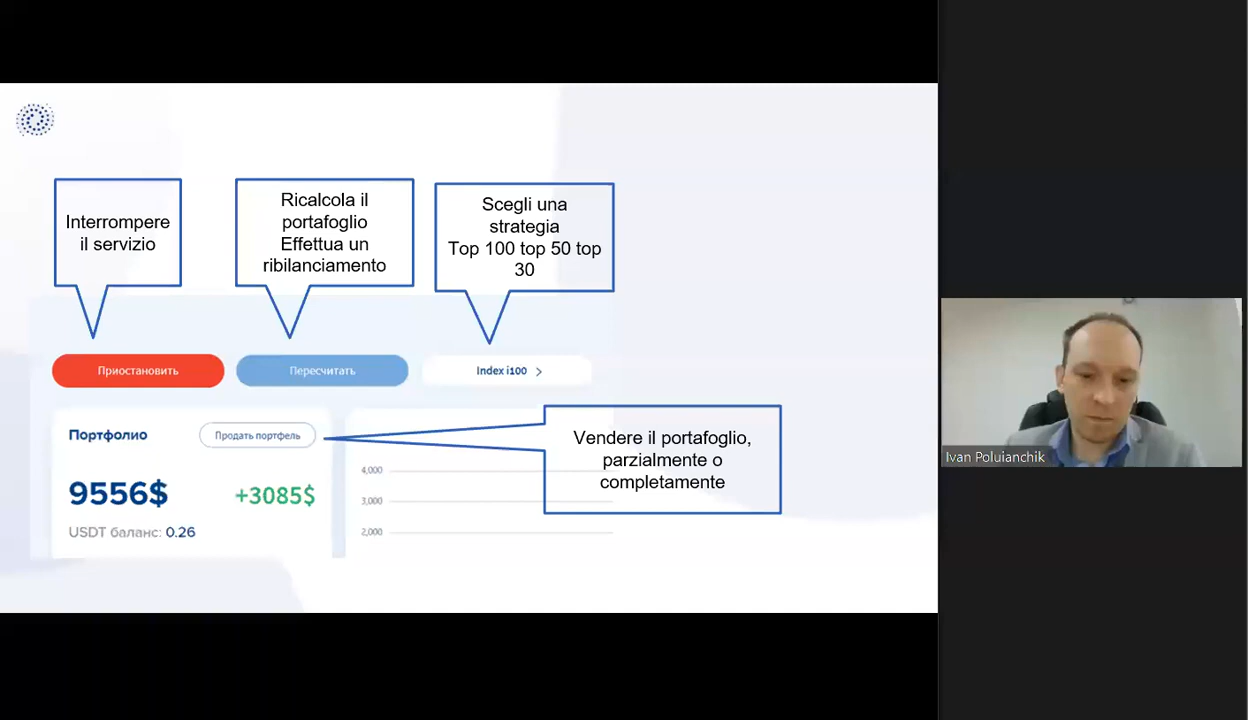 Interrompere
il servizio
Ricalcola il
portafoglio
Effettua un
ribilanciamento
Scegli una
strategia
Top 100 top 50 top
30
Приостановить
Пересчитать
Index i100
Портфолио
Продать портфель
9556$
+3085$
USDT баланс: 0.26
4,000
3,000
2,000
Vendere il portafoglio,
parzialmente o
completamente
Ivan Poluianchik